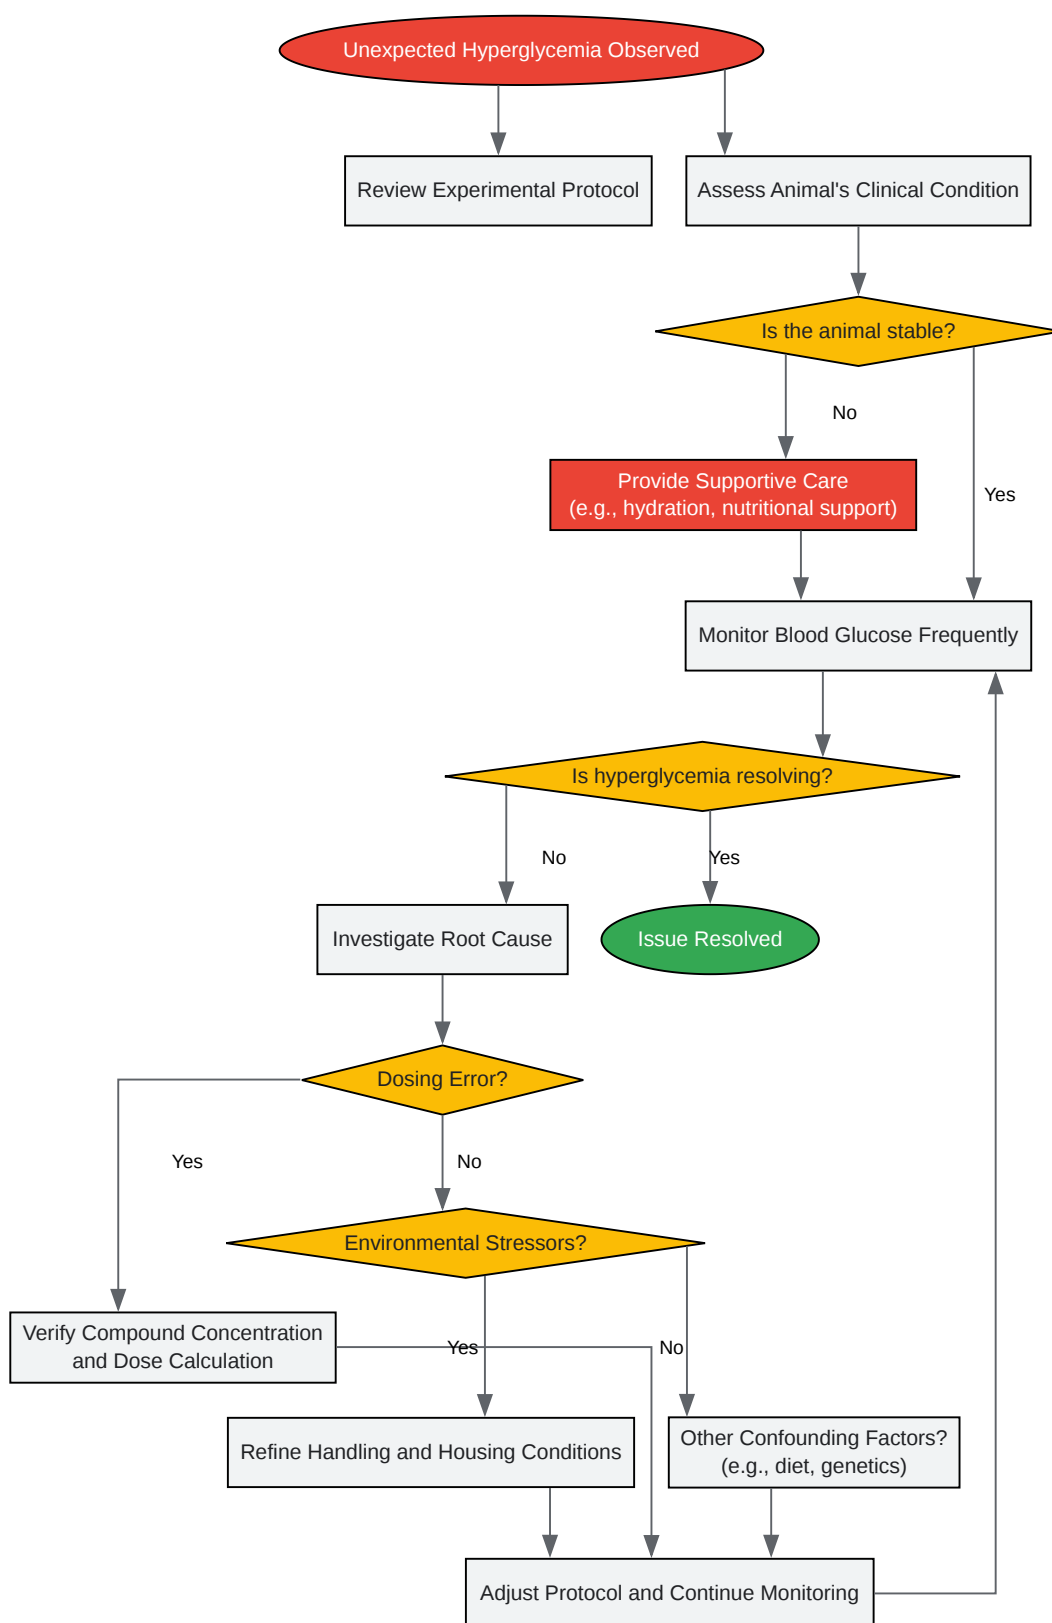 Unexpected Hyperglycemia Observed
Review Experimental Protocol
Assess Animal's Clinical Condition
Is the animal stable?
No
Provide Supportive Care
(e.g., hydration, nutritional support)
Yes
Monitor Blood Glucose Frequently
Is hyperglycemia resolving?
No
Yes
Investigate Root Cause
Issue Resolved
Dosing Error?
Yes
No
Environmental Stressors?
Verify Compound Concentration
and Dose Calculation
Yes
No
Refine Handling and Housing Conditions
Other Confounding Factors?
(e.g., diet, genetics)
Adjust Protocol and Continue Monitoring